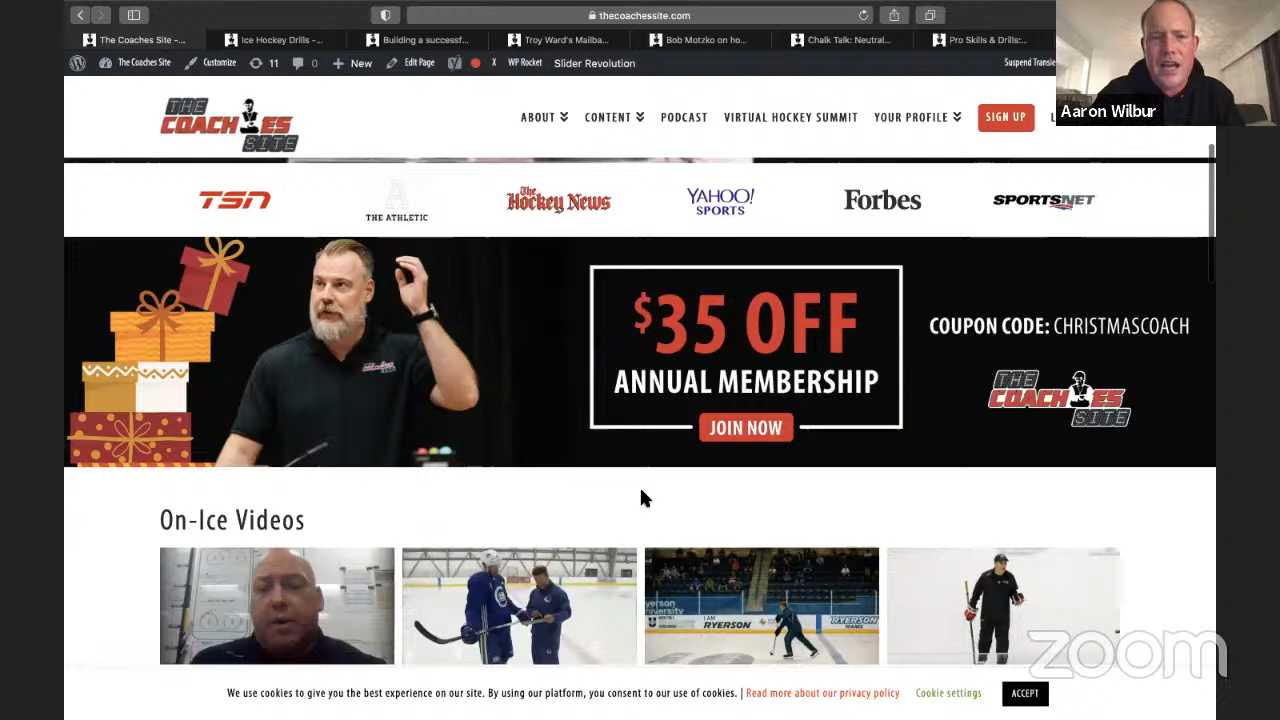 thecoachessite.com
The Coaches Site -...
Ice Hockey Drills -...
Building a successf...
Troy Ward's Mailba...
Bob Motzko on ho...
Chalk Talk: Neutral...
Pro Skills & Drills:...
The Coaches Site
Customize
11
0
New
Edit Page
X
WP Rocket
Slider Revolution
Suspend Transie
Aaron Wilbur
THE COACHES SITE
ABOUT
CONTENT
PODCAST
VIRTUAL HOCKEY SUMMIT
YOUR PROFILE
SIGN UP
L
TSN
A
THE ATHLETIC
The Hockey News
YAHOO! SPORTS
Forbes
SPORTSNET
$35 OFF
ANNUAL MEMBERSHIP
JOIN NOW
COUPON CODE: CHRISTMASCOACH
THE COACHES SITE
On-Ice Videos
I AM RYERSON
RYERSON
zoom
We use cookies to give you the best experience on our site. By using our platform, you consent to our use of cookies. | Read more about our privacy policy
Cookie settings
ACCEPT